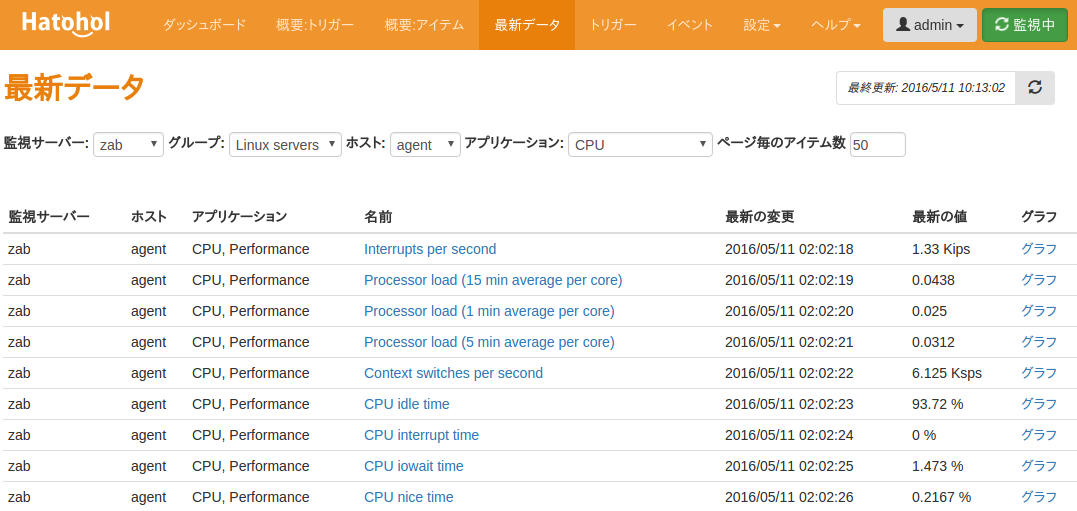 Hatohol ダッシュボード 概要:トリガー 概要:アイテム 最新データ トリガー イベント 設定 ヘルプ admin 監視中
最新データ
最終更新: 2016/5/11 10:13:02
監視サーバー: zab グループ: Linux servers ホスト: agent アプリケーション: CPU ページ毎のアイテム数 50
監視サーバー ホスト アプリケーション 名前 最新の変更 最新の値 グラフ
zab agent CPU, Performance Interrupts per second 2016/05/11 02:02:18 1.33 Kips グラフ
zab agent CPU, Performance Processor load (15 min average per core) 2016/05/11 02:02:19 0.0438 グラフ
zab agent CPU, Performance Processor load (1 min average per core) 2016/05/11 02:02:20 0.025 グラフ
zab agent CPU, Performance Processor load (5 min average per core) 2016/05/11 02:02:21 0.0312 グラフ
zab agent CPU, Performance Context switches per second 2016/05/11 02:02:22 6.125 Ksps グラフ
zab agent CPU, Performance CPU idle time 2016/05/11 02:02:23 93.72 % グラフ
zab agent CPU, Performance CPU interrupt time 2016/05/11 02:02:24 0 % グラフ
zab agent CPU, Performance CPU iowait time 2016/05/11 02:02:25 1.473 % グラフ
zab agent CPU, Performance CPU nice time 2016/05/11 02:02:26 0.2167 % グラフ